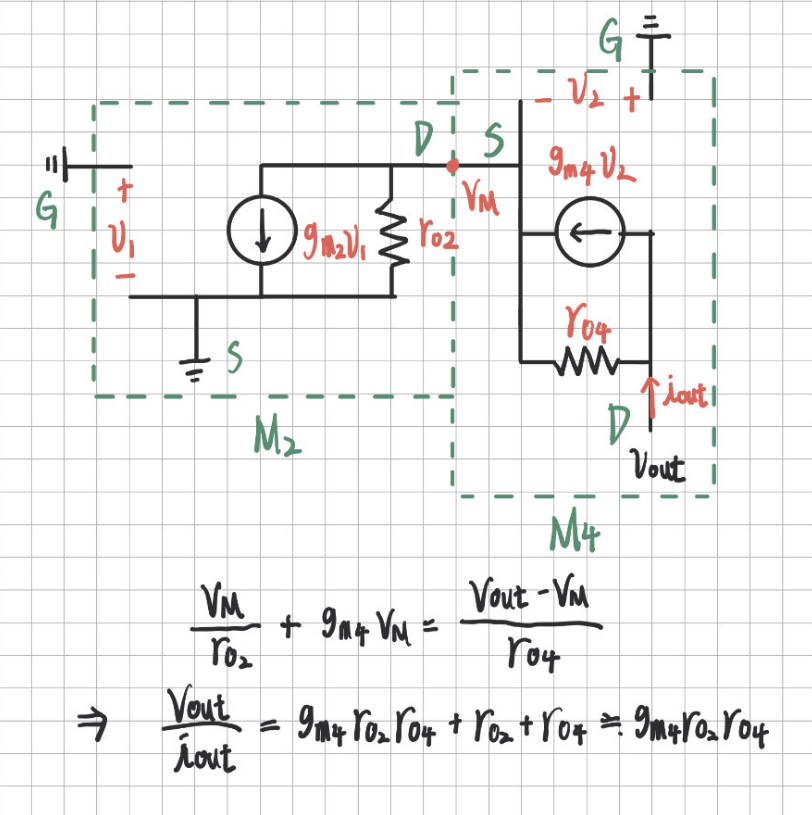 G
G
D
S
- V2 +
+
V1
-
gm2V1
ro2
VM
gm4V2
ro4
iout
D
Vout
S
M2
M4
VM/ro2 + gm4 VM = (Vout - VM)/ro4
⇒ Vout/iout = gm4 ro2 ro4 + ro2 + ro4 ≒ gm4 ro2 ro4